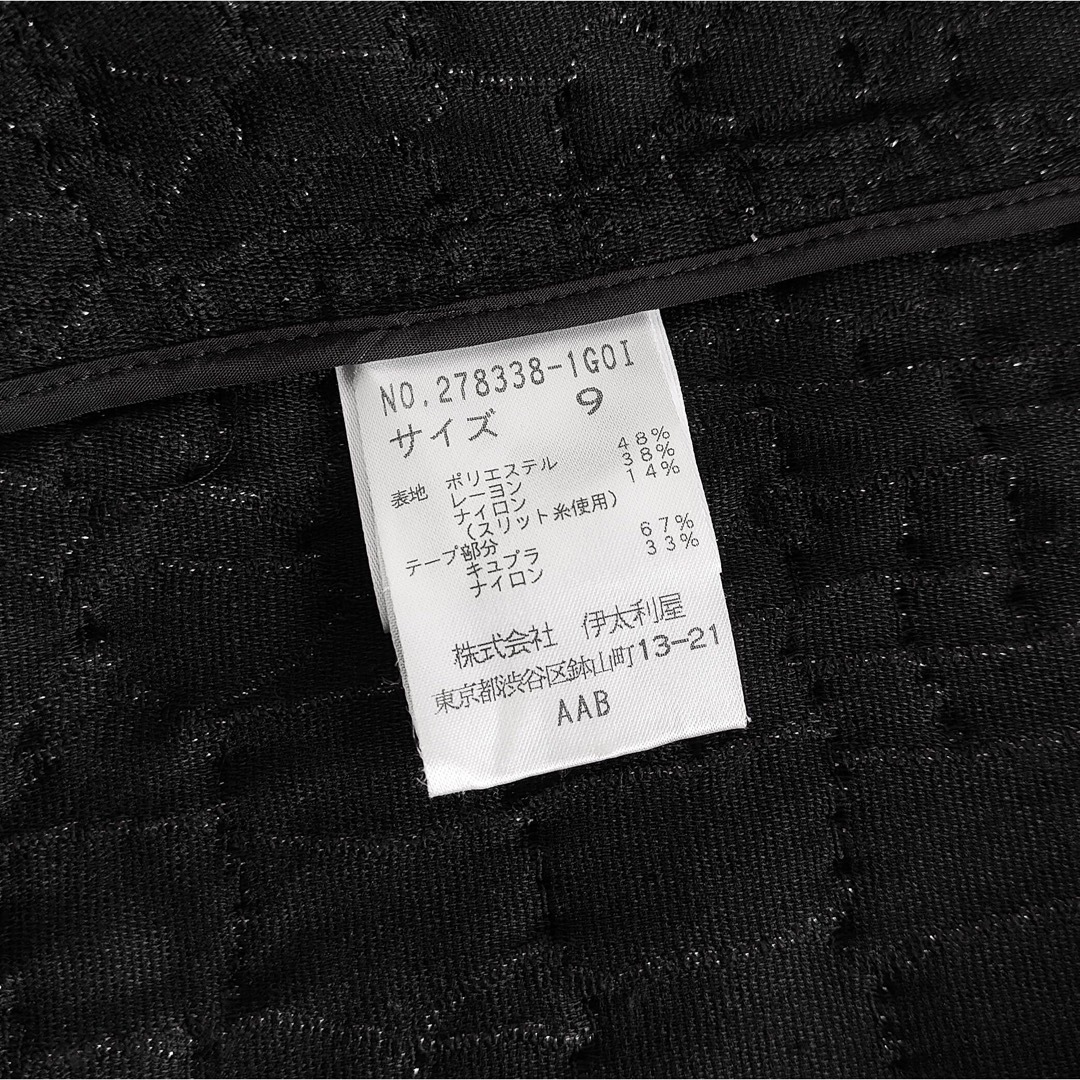 NO.278338-1G0I
サイズ 9
表地 ポリエステル 48%
レーヨン 38%
ナイロン 14%
(スリット糸使用)
テープ部分
キュプラ 67%
ナイロン 33%
株式会社 伊太利屋
東京都渋谷区鉢山町13-21
AAB